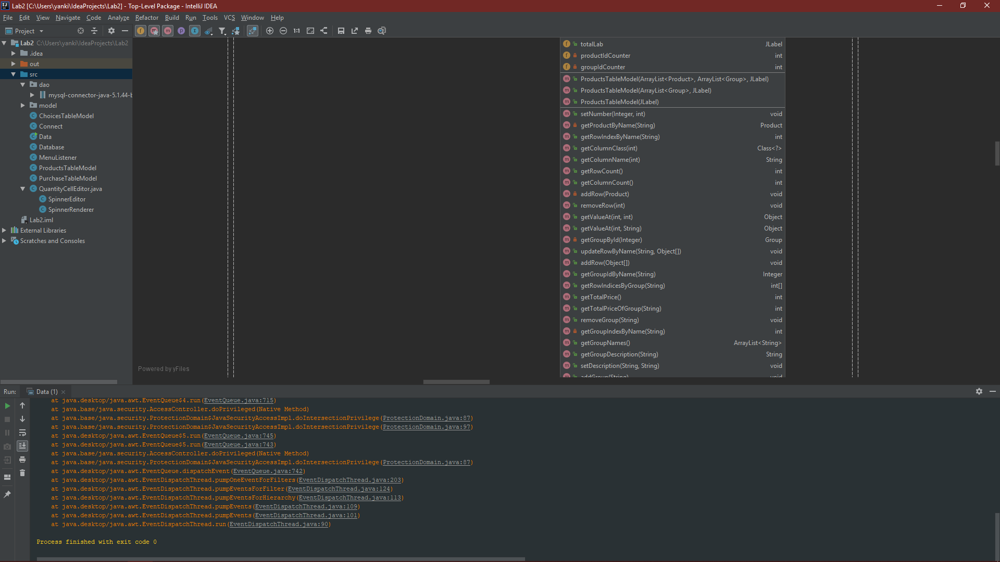 Lab2 [C:\Users\yanki\IdeaProjects\Lab2] - Top-Level Package - IntelliJ IDEA
File Edit View Navigate Code Analyze Refactor Build Run Tools VCS Window Help
Project
Lab2 C:\Users\yanki\IdeaProjects\Lab2
.idea
out
src
dao
mysql-connector-java-5.1.44-b
model
ChoicesTableModel
Connect
Data
Database
MenuListener
ProductsTableModel
PurchaseTableModel
QuantityCellEditor.java
SpinnerEditor
SpinnerRenderer
Lab2.iml
External Libraries
Scratches and Consoles
1:1
totalLab JLabel
productIdCounter int
groupIdCounter int
ProductsTableModel(ArrayList<Product>, ArrayList<Group>, JLabel)
ProductsTableModel(ArrayList<Group>, JLabel)
ProductsTableModel(JLabel)
setNumber(Integer, int) void
getProductByName(String) Product
getRowIndexByName(String) int
getColumnClass(int) Class<?>
getColumnName(int) String
getRowCount() int
getColumnCount() int
addRow(Product) void
removeRow(int) void
getValueAt(int, int) Object
getValueAt(int, String) Object
getGroupById(Integer) Group
updateRowByName(String, Object[]) void
addRow(Object[]) void
getGroupIdByName(String) Integer
getRowIndicesByGroup(String) int[]
getTotalPrice() int
getTotalPriceOfGroup(String) int
removeGroup(String) void
getGroupIndexByName(String) int
getGroupNames() ArrayList<String>
getGroupDescription(String) String
setDescription(String, String) void
addGroup(String) void
Powered by yFiles
Run: Data (1)
at java.desktop/java.awt.EventQueue$4.run(EventQueue.java:715)
at java.base/java.security.AccessController.doPrivileged(Native Method)
at java.base/java.security.ProtectionDomain$JavaSecurityAccessImpl.doIntersectionPrivilege(ProtectionDomain.java:87)
at java.base/java.security.ProtectionDomain$JavaSecurityAccessImpl.doIntersectionPrivilege(ProtectionDomain.java:97)
at java.desktop/java.awt.EventQueue$5.run(EventQueue.java:745)
at java.desktop/java.awt.EventQueue$5.run(EventQueue.java:743)
at java.base/java.security.AccessController.doPrivileged(Native Method)
at java.base/java.security.ProtectionDomain$JavaSecurityAccessImpl.doIntersectionPrivilege(ProtectionDomain.java:87)
at java.desktop/java.awt.EventQueue.dispatchEvent(EventQueue.java:742)
at java.desktop/java.awt.EventDispatchThread.pumpOneEventForFilters(EventDispatchThread.java:203)
at java.desktop/java.awt.EventDispatchThread.pumpEventsForFilter(EventDispatchThread.java:124)
at java.desktop/java.awt.EventDispatchThread.pumpEventsForHierarchy(EventDispatchThread.java:113)
at java.desktop/java.awt.EventDispatchThread.pumpEvents(EventDispatchThread.java:109)
at java.desktop/java.awt.EventDispatchThread.pumpEvents(EventDispatchThread.java:101)
at java.desktop/java.awt.EventDispatchThread.run(EventDispatchThread.java:90)
Process finished with exit code 0